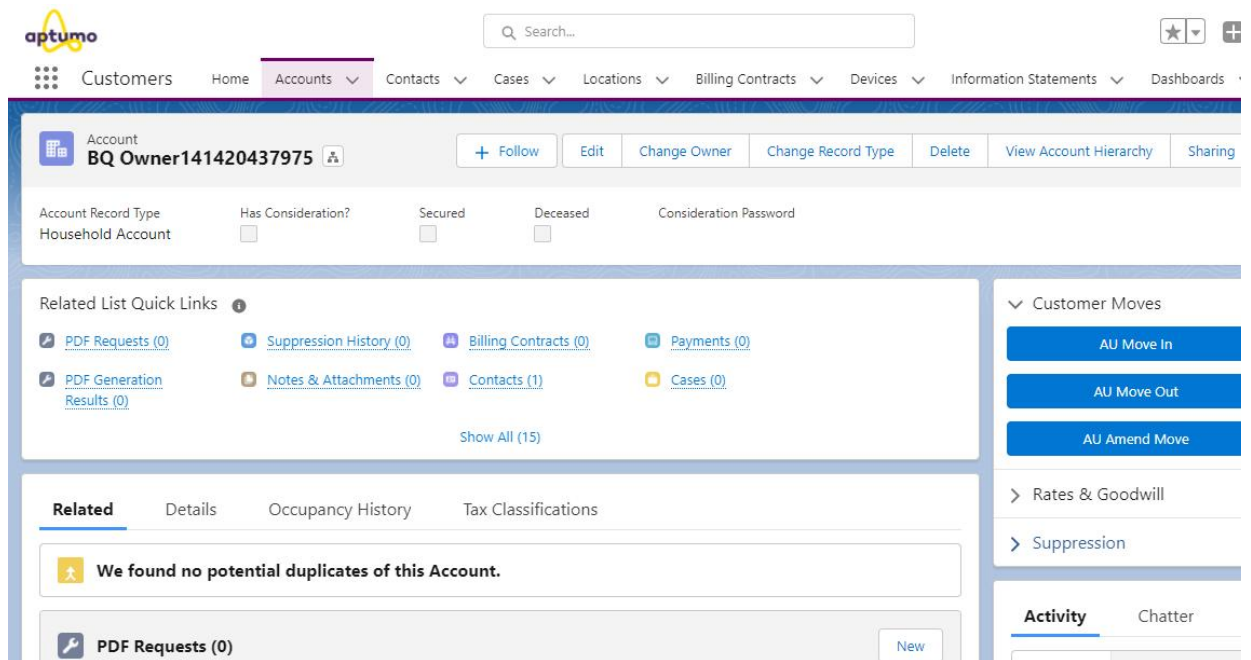 aptumo
Search...
Customers
Home
Accounts
Contacts
Cases
Locations
Billing Contracts
Devices
Information Statements
Dashboards
Account
BQ Owner141420437975
+ Follow
Edit
Change Owner
Change Record Type
Delete
View Account Hierarchy
Sharing
Account Record Type
Household Account
Has Consideration?
Secured
Deceased
Consideration Password
Related List Quick Links
PDF Requests (0)
Suppression History (0)
Billing Contracts (0)
Payments (0)
PDF Generation
Results (0)
Notes & Attachments (0)
Contacts (1)
Cases (0)
Show All (15)
Customer Moves
AU Move In
AU Move Out
AU Amend Move
Rates & Goodwill
Suppression
Related
Details
Occupancy History
Tax Classifications
We found no potential duplicates of this Account.
PDF Requests (0)
New
Activity
Chatter